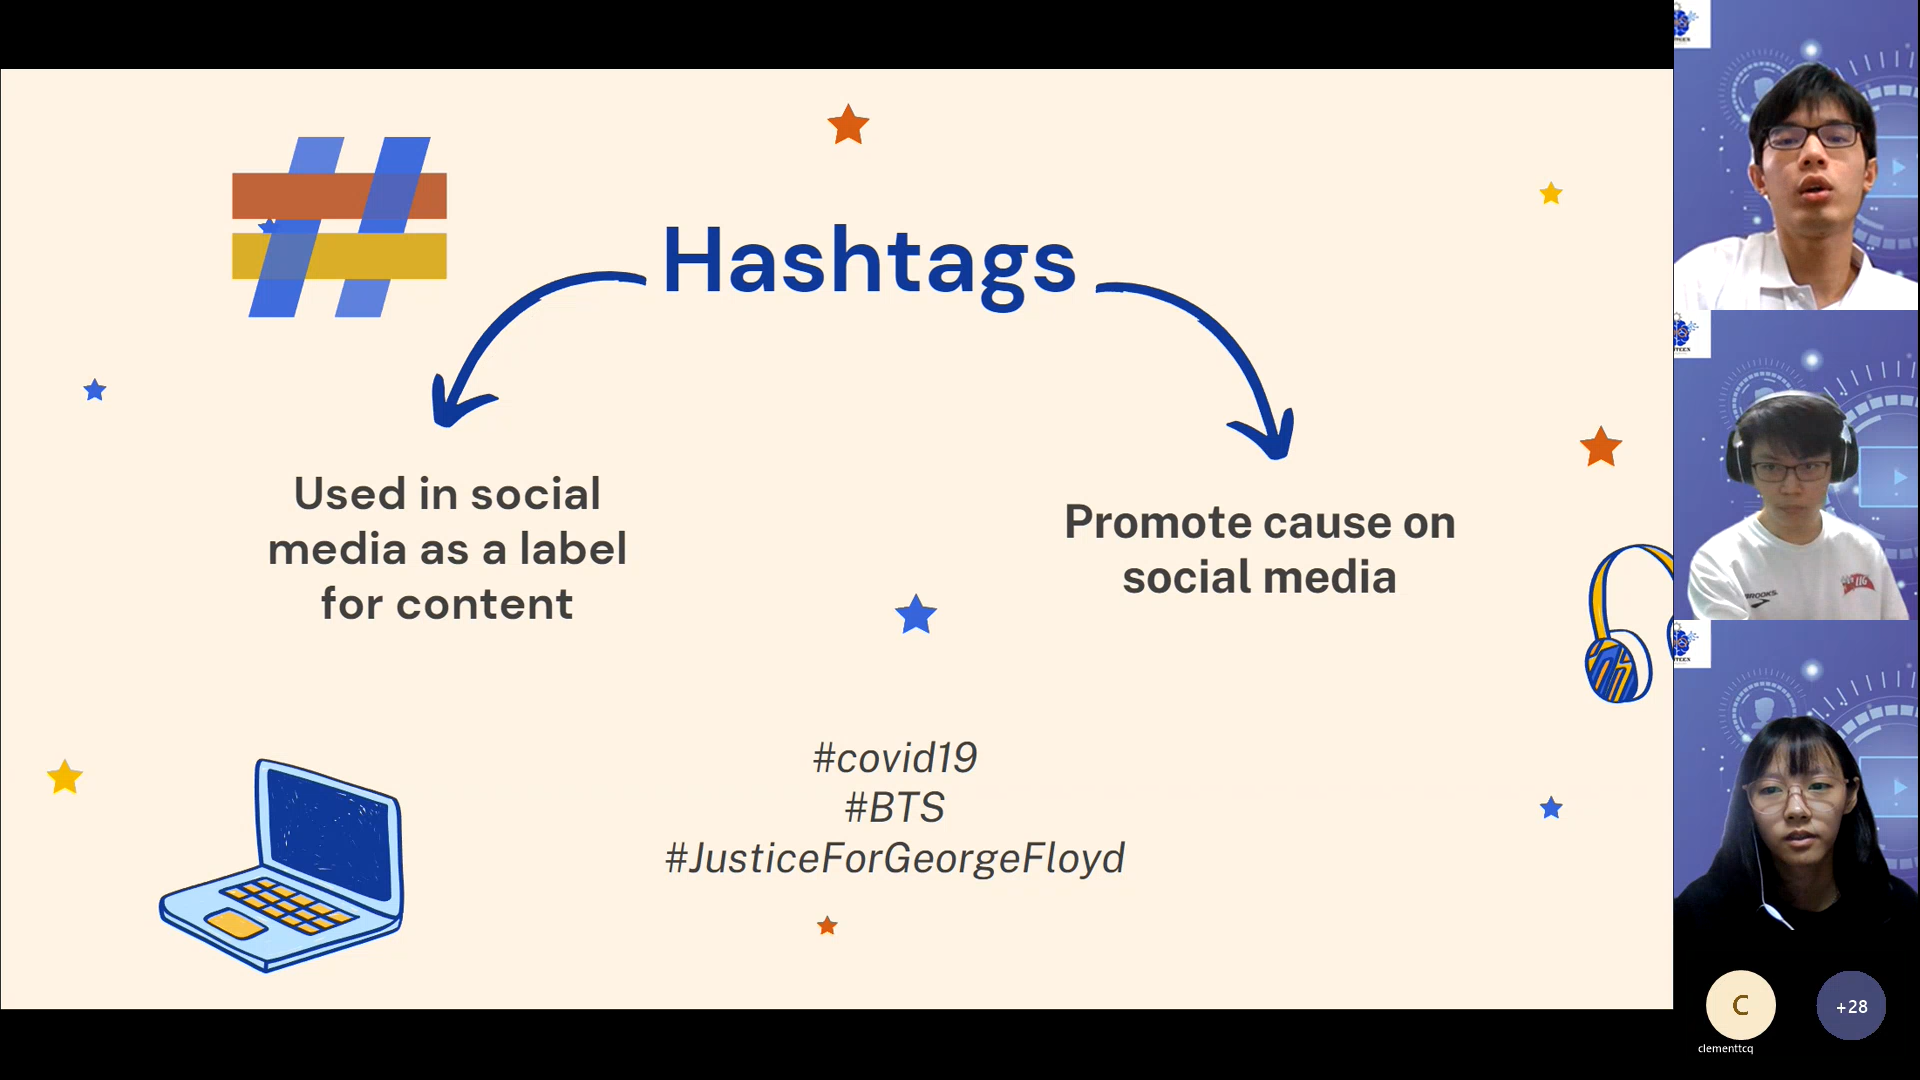 Hashtags
Used in social
media as a label
for content
Promote cause on
social media
#covid19
#BTS
#JusticeForGeorgeFloyd
BROOKS
C
+28
clementtcq